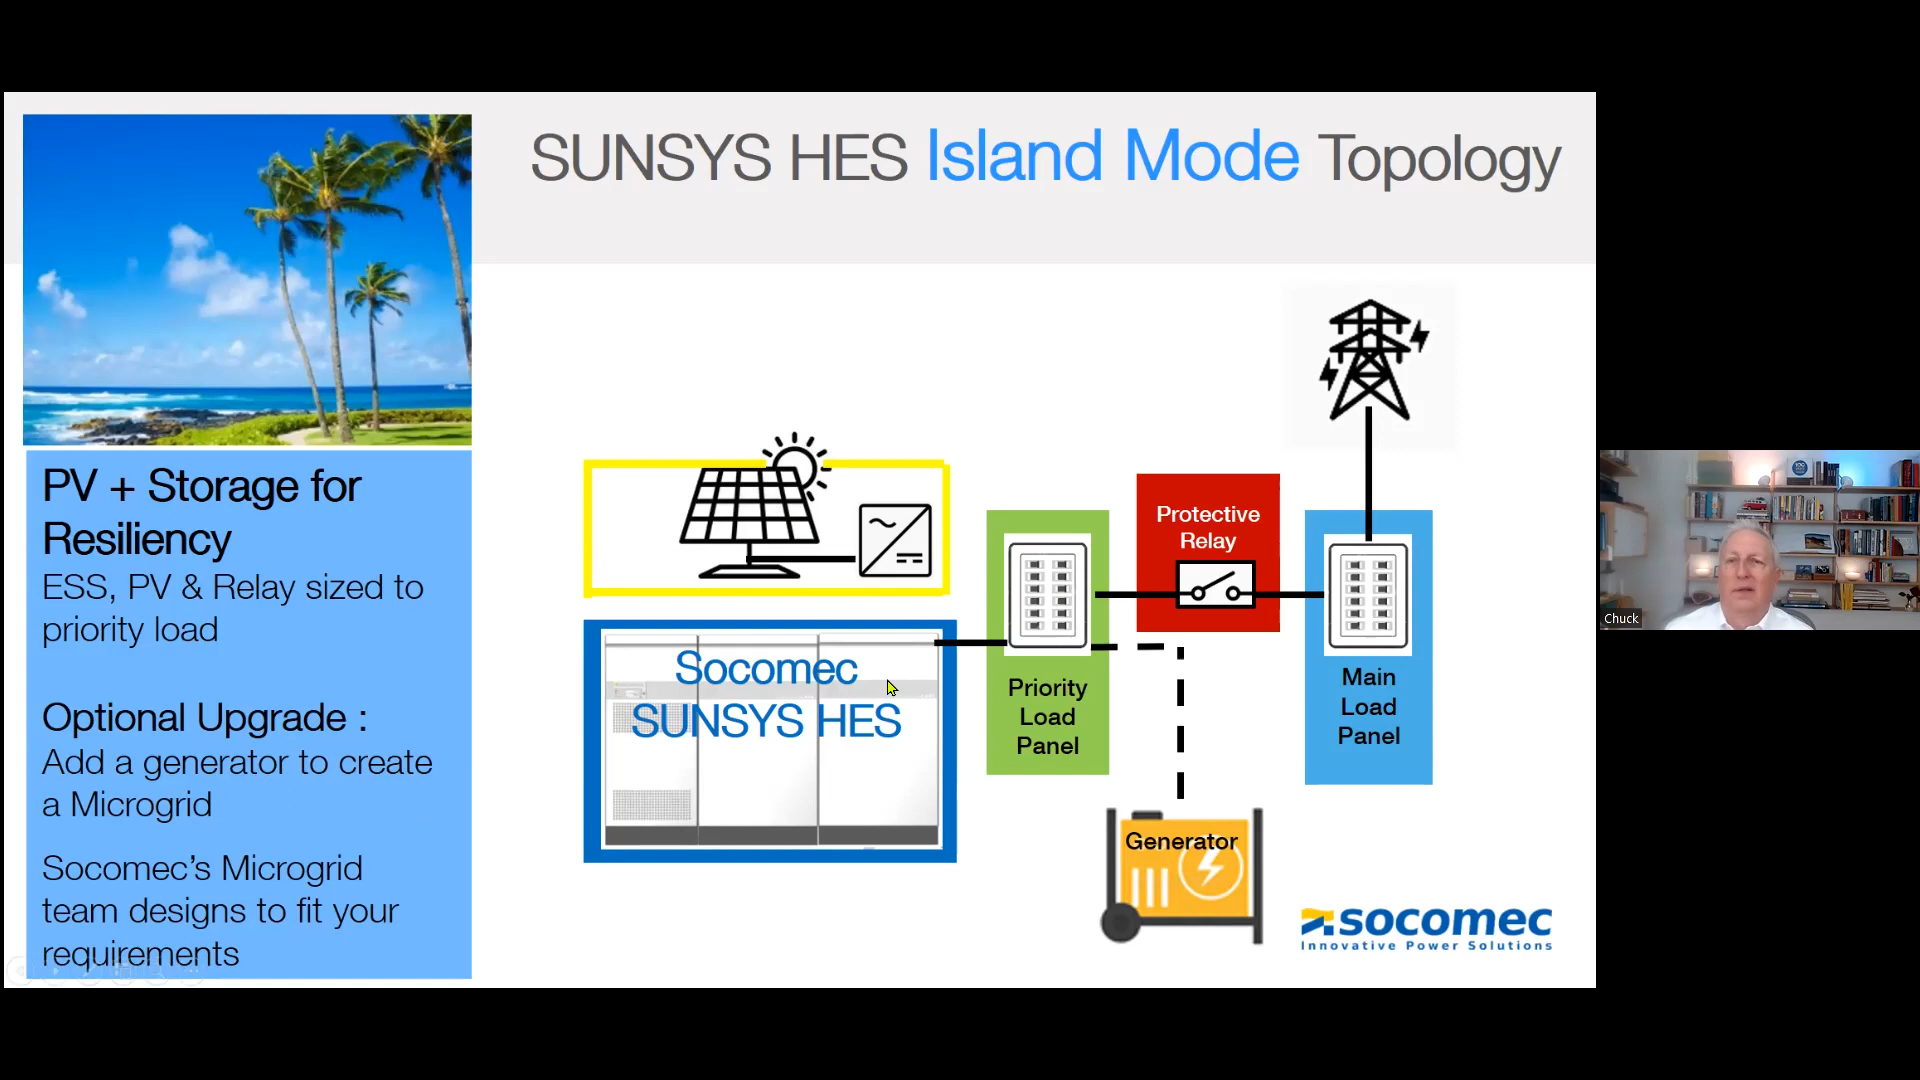 SUNSYS HES Island Mode Topology
PV + Storage for
Resiliency
ESS, PV & Relay sized to
priority load
Optional Upgrade :
Add a generator to create
a Microgrid
Socomec’s Microgrid
team designs to fit your
requirements
Socomec
SUNSYS HES
Priority
Load
Panel
Protective
Relay
Main
Load
Panel
Generator
socomec
Innovative Power Solutions
Chuck